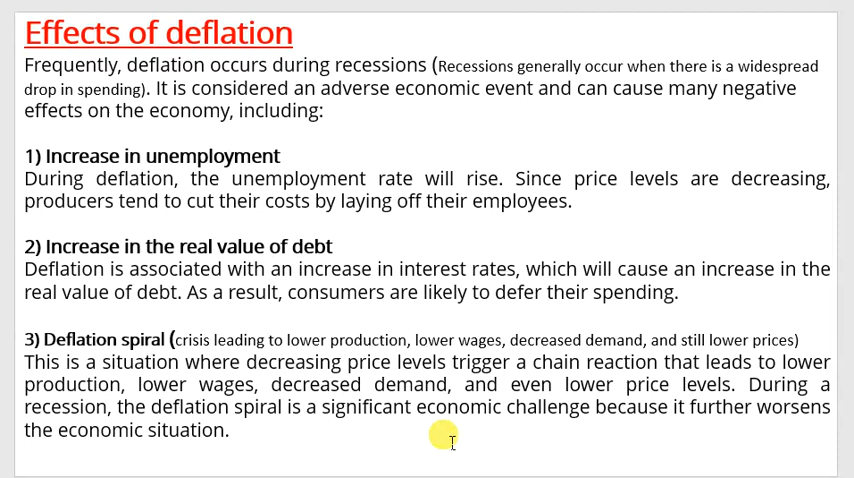 Effects of deflation
Frequently, deflation occurs during recessions (Recessions generally occur when there is a widespread
drop in spending). It is considered an adverse economic event and can cause many negative
effects on the economy, including:
1) Increase in unemployment
During deflation, the unemployment rate will rise. Since price levels are decreasing,
producers tend to cut their costs by laying off their employees.
2) Increase in the real value of debt
Deflation is associated with an increase in interest rates, which will cause an increase in the
real value of debt. As a result, consumers are likely to defer their spending.
3) Deflation spiral (crisis leading to lower production, lower wages, decreased demand, and still lower prices)
This is a situation where decreasing price levels trigger a chain reaction that leads to lower
production, lower wages, decreased demand, and even lower price levels. During a
recession, the deflation spiral is a significant economic challenge because it further worsens
the economic situation.